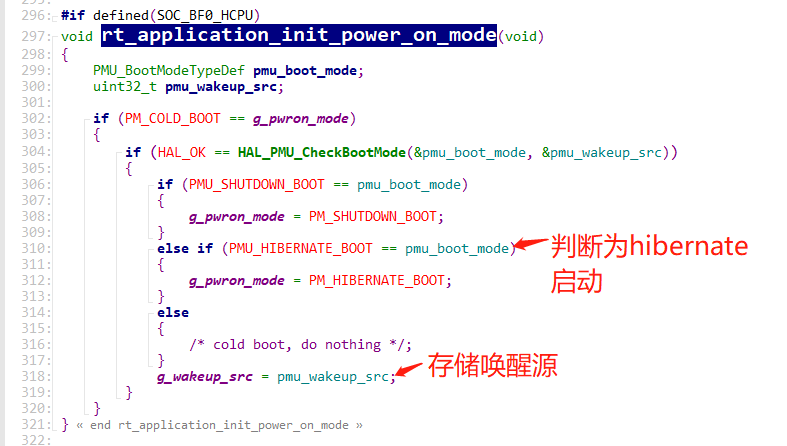 296: #if defined(SOC_BF0_HCPU)
297: void rt_application_init_power_on_mode(void)
298: {
299: PMU_BootModeTypeDef pmu_boot_mode;
300: uint32_t pmu_wakeup_src;
301:
302: if (PM_COLD_BOOT == g_pwron_mode)
303: {
304: if (HAL_OK == HAL_PMU_CheckBootMode(&pmu_boot_mode, &pmu_wakeup_src))
305: {
306: if (PMU_SHUTDOWN_BOOT == pmu_boot_mode)
307: {
308: g_pwron_mode = PM_SHUTDOWN_BOOT;
309: }
310: else if (PMU_HIBERNATE_BOOT == pmu_boot_mode)
判断为hibernate
启动
311: {
312: g_pwron_mode = PM_HIBERNATE_BOOT;
313: }
314: else
315: {
316: /* cold boot, do nothing */;
317: }
318: g_wakeup_src = pmu_wakeup_src;
存储唤醒源
319: }
320: }
321: } « end rt_application_init_power_on_mode »
322: